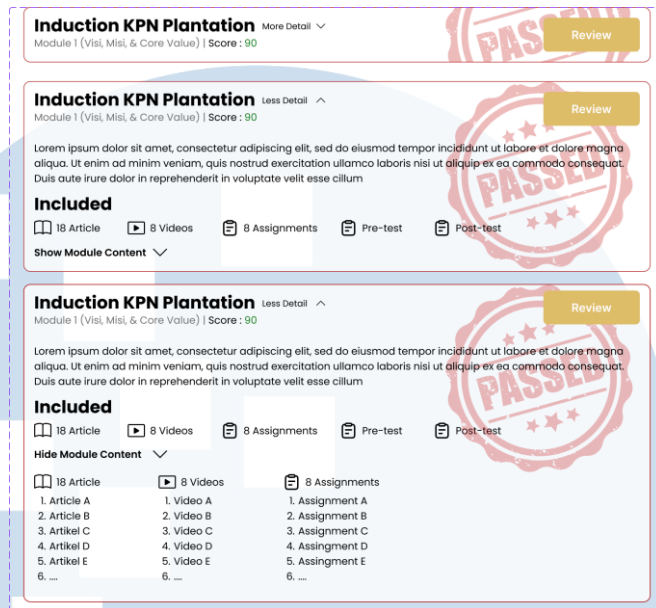 Induction KPN Plantation More Detail
Module 1 (Visi, Misi, & Core Value) | Score : 90
Review
PASSED
Induction KPN Plantation Less Detail
Module 1 (Visi, Misi, & Core Value) | Score : 90
Review
Lorem ipsum dolor sit amet, consectetur adipiscing elit, sed do eiusmod tempor incididunt ut labore et dolore magna
aliqua. Ut enim ad minim veniam, quis nostrud exercitation ullamco laboris nisi ut aliquip ex ea commodo consequat.
Duis aute irure dolor in reprehenderit in voluptate velit esse cillum
PASSED
Included
18 Article 8 Videos 8 Assignments Pre-test Post-test
Show Module Content
Induction KPN Plantation Less Detail
Module 1 (Visi, Misi, & Core Value) | Score : 90
Review
Lorem ipsum dolor sit amet, consectetur adipiscing elit, sed do eiusmod tempor incididunt ut labore et dolore magna
aliqua. Ut enim ad minim veniam, quis nostrud exercitation ullamco laboris nisi ut aliquip ex ea commodo consequat.
Duis aute irure dolor in reprehenderit in voluptate velit esse cillum
PASSED
Included
18 Article 8 Videos 8 Assignments Pre-test Post-test
Hide Module Content
18 Article 8 Videos 8 Assignments
1. Article A 1. Video A 1. Assignment A
2. Article B 2. Video B 2. Assignment B
3. Artikel C 3. Video C 3. Assignment C
4. Artikel D 4. Video D 4. Assingment D
5. Artikel E 5. Video E 5. Assingment E
6. .... 6. .... 6. ....